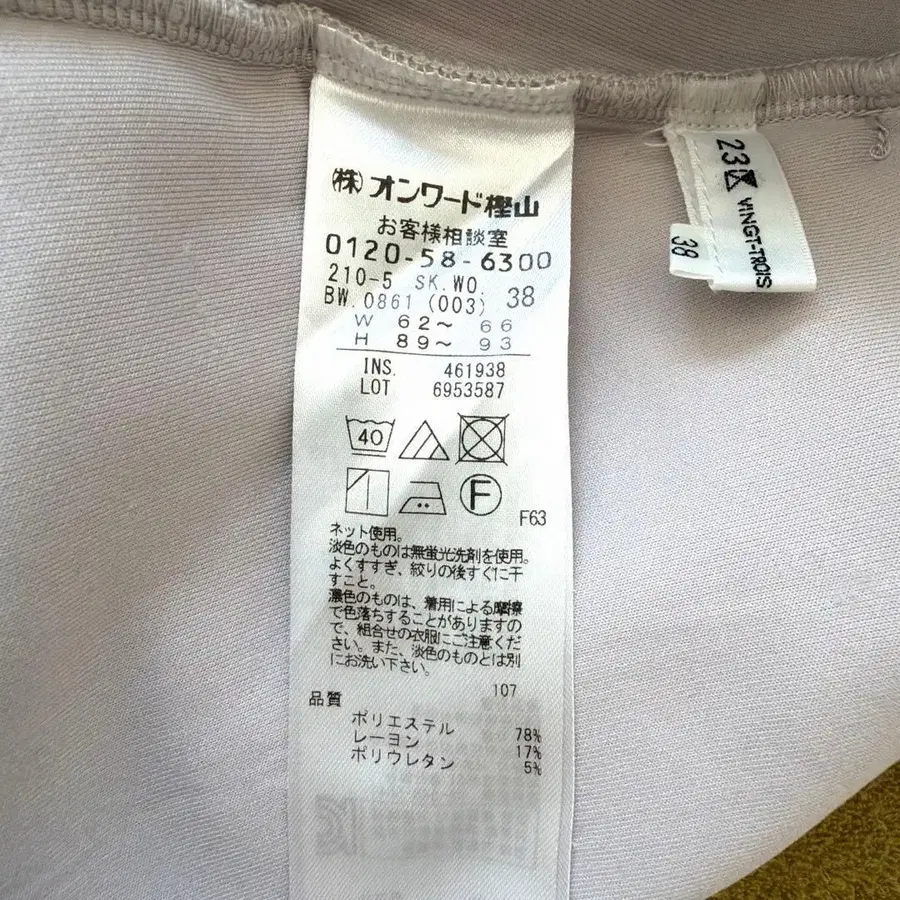 ㈱オンワード樫山
お客様相談室
0120-58-6300
210-5 SK.WO.
BW.0861 (003) 38
W 62～ 66
H 89～ 93
INS. 461938
LOT 6953587
40
F
F63
ネット使用。
淡色のものは無蛍光洗剤を使用。
よくすすぎ、絞りの後すぐに干
すこと。
濃色のものは、着用による摩擦
で色落ちすることがありますの
で、組合せの衣服にご注意くだ
さい。また、淡色のものとは別
にお洗い下さい。
107
品質
ポリエステル 78%
レーヨン 17%
ポリウレタン 5%
23区
VINGT-TROIS
38